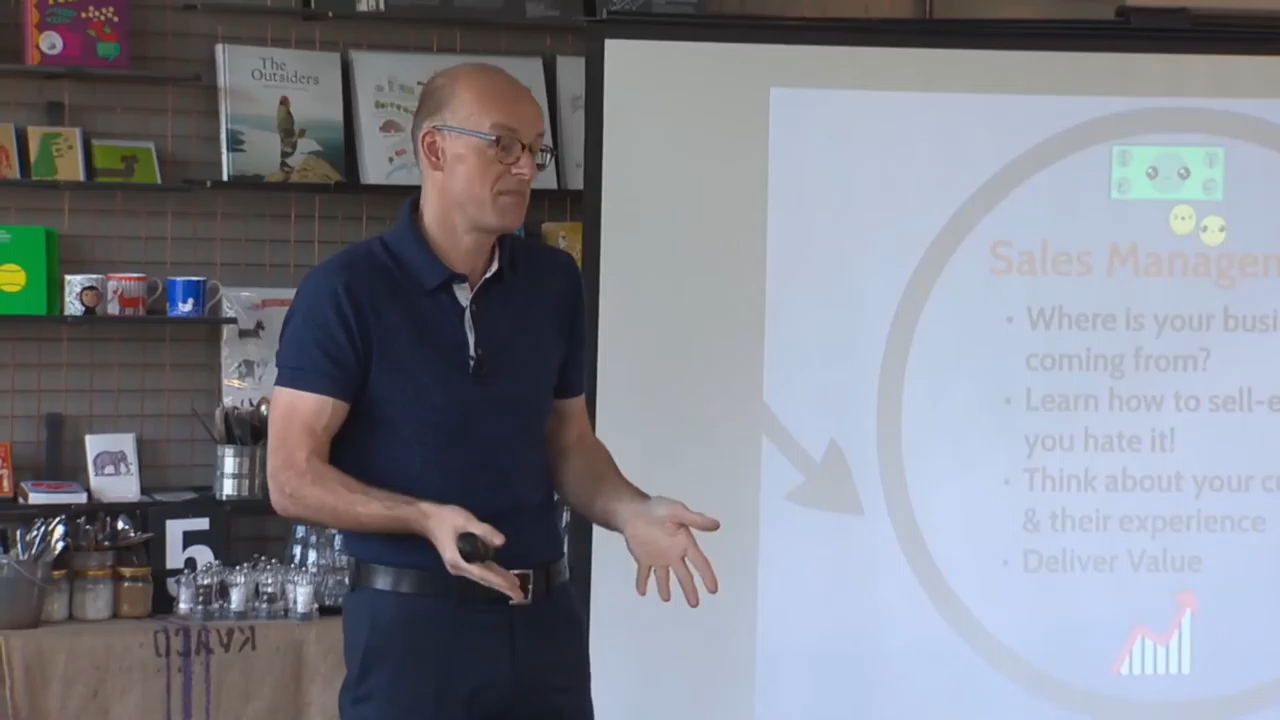 The
Outsiders
5
Sales Managem
• Where is your busi
coming from?
• Learn how to sell-e
you hate it!
• Think about your cu
& their experience
• Deliver Value